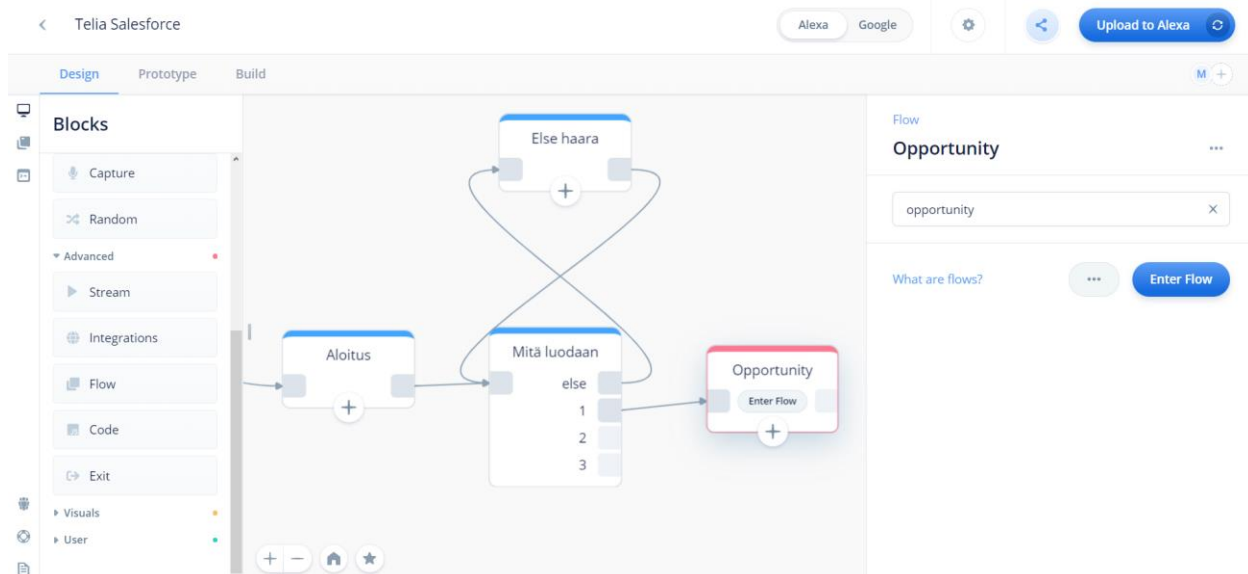 Telia Salesforce
Alexa Google
Upload to Alexa
Design Prototype Build
M
Blocks
Capture
Random
Advanced
Stream
Integrations
Flow
Code
Exit
Visuals
User
Else haara
Aloitus
Mitä luodaan
else
1
2
3
Opportunity
Enter Flow
Flow
Opportunity
opportunity
What are flows?
Enter Flow